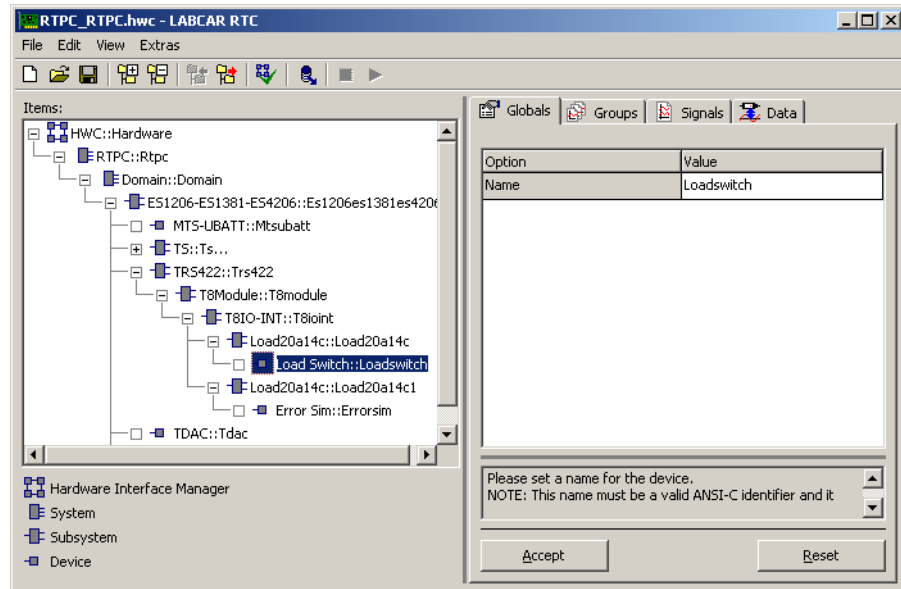 RTPC_RTPC.hwc - LABCAR RTC
File Edit View Extras
Items:
HWC::Hardware
RTPC::Rtpc
Domain::Domain
ES1206-ES1381-ES4206::Es1206es1381es4206
MTS-UBATT::Mtsubatt
TS::Ts...
TRS422::Trs422
T8Module::T8module
T8IO-INT::T8ioint
Load20a14c::Load20a14c
Load Switch::Loadswitch
Load20a14c::Load20a14c1
Error Sim::Errorsim
TDAC::Tdac
Hardware Interface Manager
System
Subsystem
Device
Globals Groups Signals Data
Option Value
Name Loadswitch
Please set a name for the device.
NOTE: This name must be a valid ANSI-C identifier and it
Accept Reset